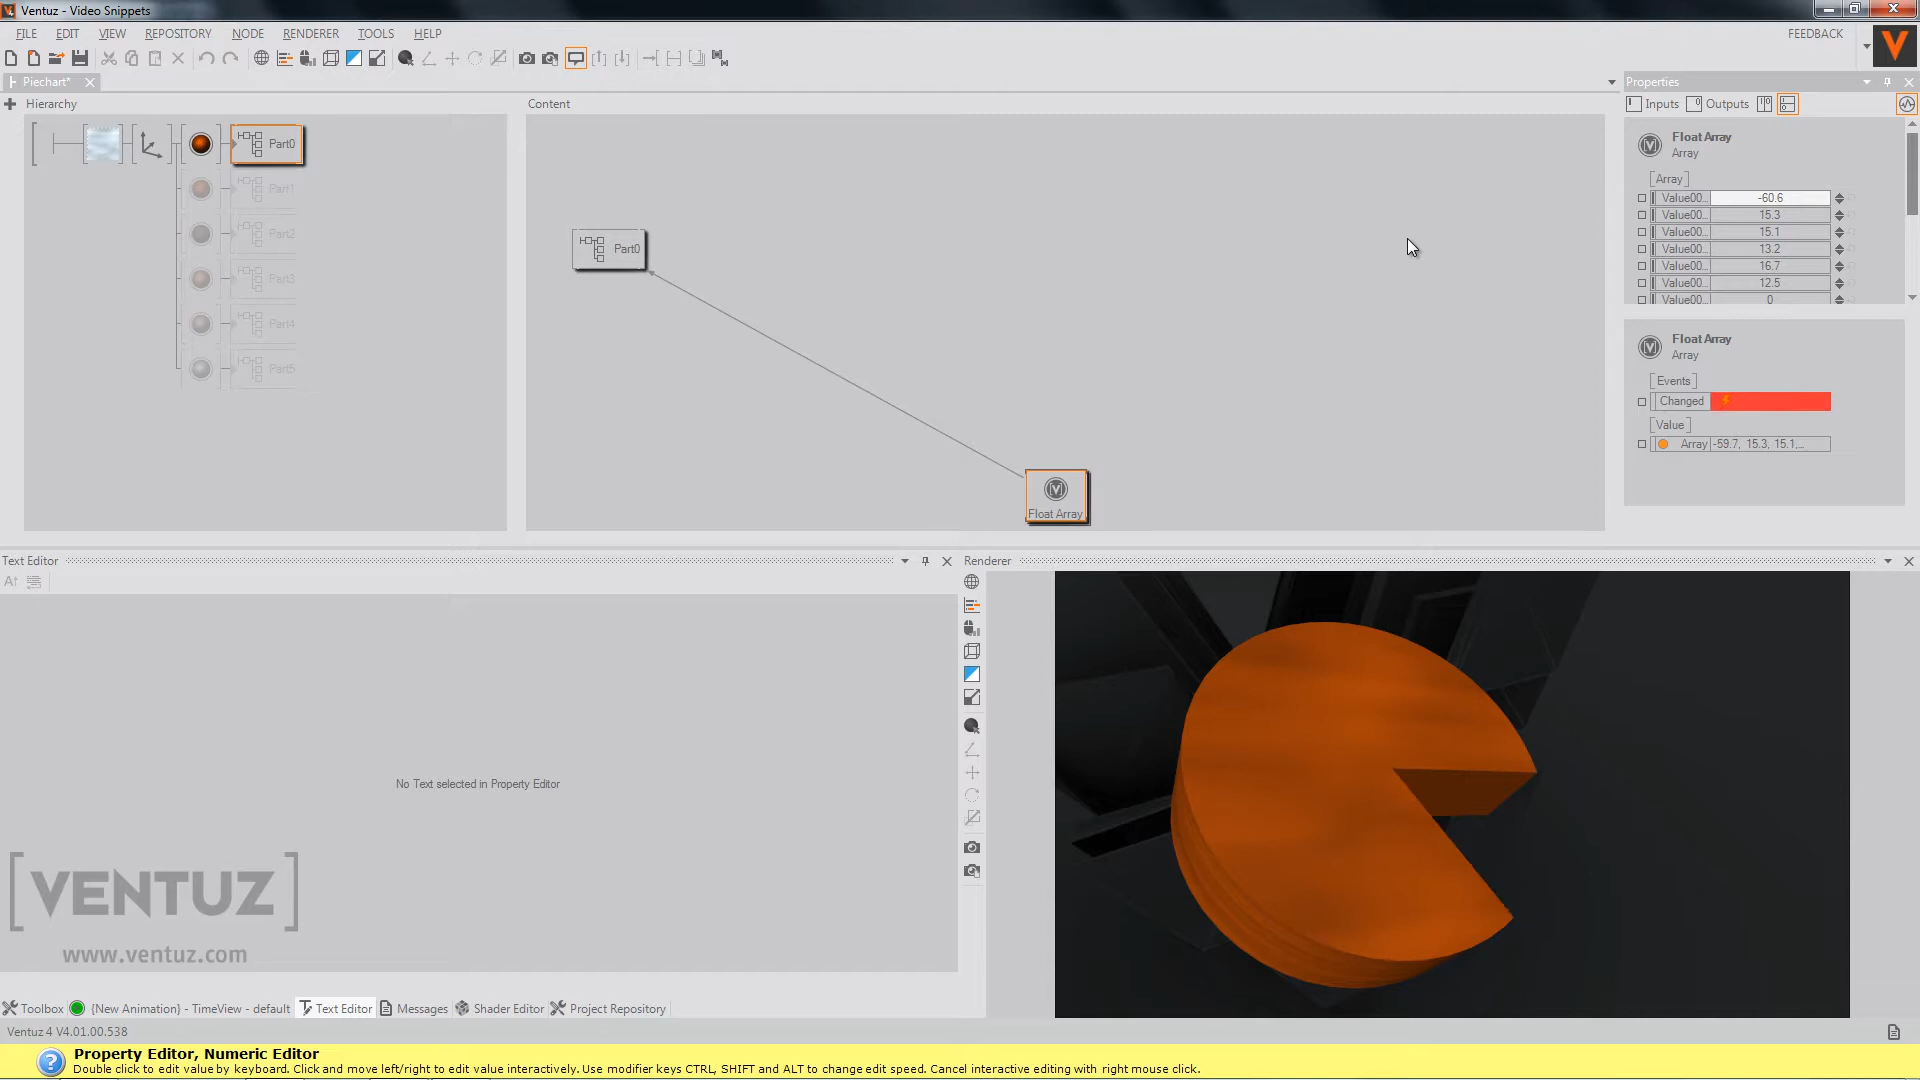 Ventuz - Video Snippets
FILE EDIT VIEW REPOSITORY NODE RENDERER TOOLS HELP
FEEDBACK
Piechart*
Hierarchy
Content
Part0
Part1
Part2
Part3
Part4
Part5
Part0
Float Array
Properties
Inputs Outputs
Float Array
Array
[Array]
Value00.. -60.6
Value00.. 15.3
Value00.. 15.1
Value00.. 13.2
Value00.. 16.7
Value00.. 12.5
Value00.. 0
Float Array
Array
[Events]
Changed
[Value]
Array -59.7, 15.3, 15.1,...
Text Editor
No Text selected in Property Editor
[VENTUZ]
www.ventuz.com
Renderer
Toolbox {New Animation} - TimeView - default Text Editor Messages Shader Editor Project Repository
Ventuz 4 V4.01.00.538
Property Editor, Numeric Editor
Double click to edit value by keyboard. Click and move left/right to edit value interactively. Use modifier keys CTRL, SHIFT and ALT to change edit speed. Cancel interactive editing with right mouse click.